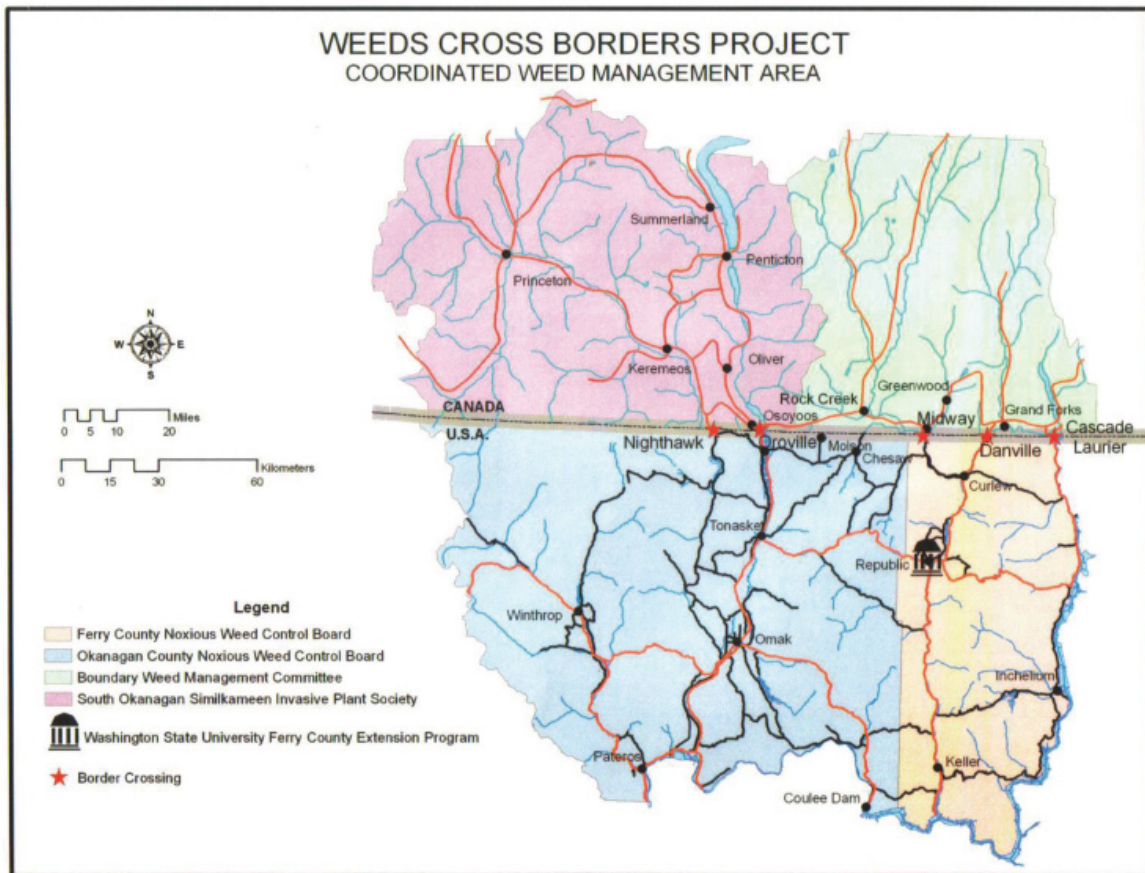 WEEDS CROSS BORDERS PROJECT
COORDINATED WEED MANAGEMENT AREA
Summerland
Penticton
Princeton
Keremeos
Oliver
Greenwood
Rock Creek
Osoyoos
Midway
Grand Forks
Cascade
CANADA
U.S.A.
Nighthawk
Oroville
Molson
Chesaw
Danville
Laurier
Curlew
Tonasket
Republic
Winthrop
Omak
Inchelium
Pateros
Keller
Coulee Dam
N
W E
S
Miles
0 5 10 20
Kilometers
0 15 30 60
Legend
Ferry County Noxious Weed Control Board
Okanagan County Noxious Weed Control Board
Boundary Weed Management Committee
South Okanagan Similkameen Invasive Plant Society
Washington State University Ferry County Extension Program
Border Crossing